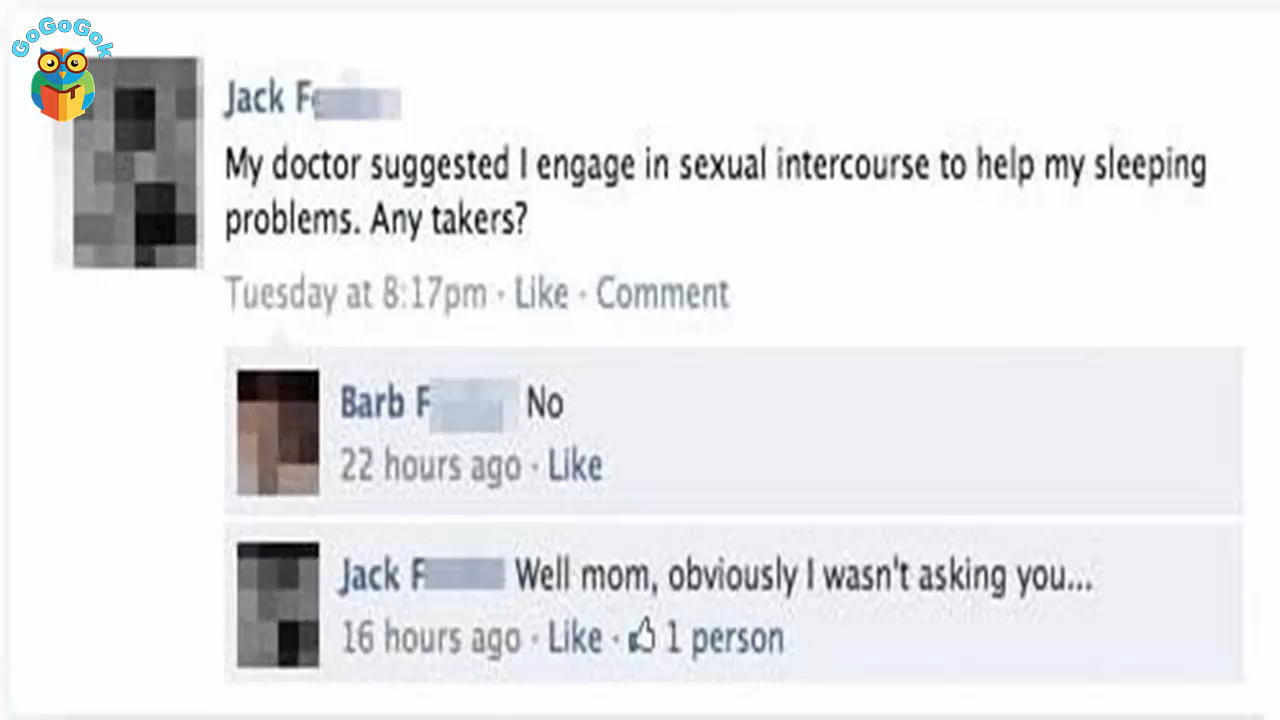 GoGoGoK
Jack F
My doctor suggested I engage in sexual intercourse to help my sleeping
problems. Any takers?
Tuesday at 8:17pm · Like · Comment
Barb F No
22 hours ago · Like
Jack F Well mom, obviously I wasn't asking you...
16 hours ago · Like · 1 person